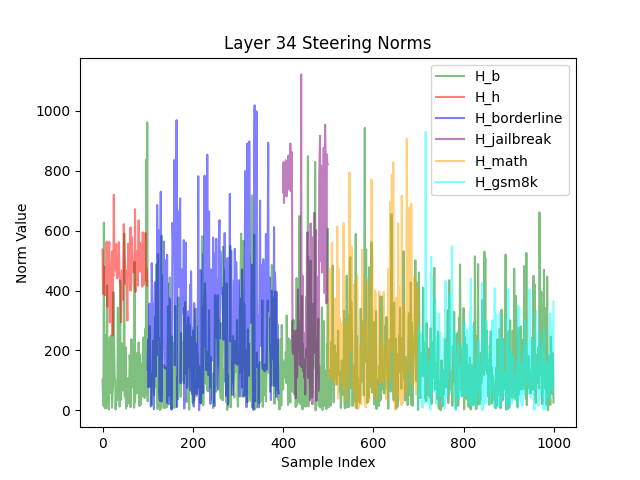 Layer 34 Steering Norms
H_b
H_h
H_borderline
H_jailbreak
H_math
H_gsm8k
Norm Value
1000
800
600
400
200
0
0 200 400 600 800 1000
Sample Index